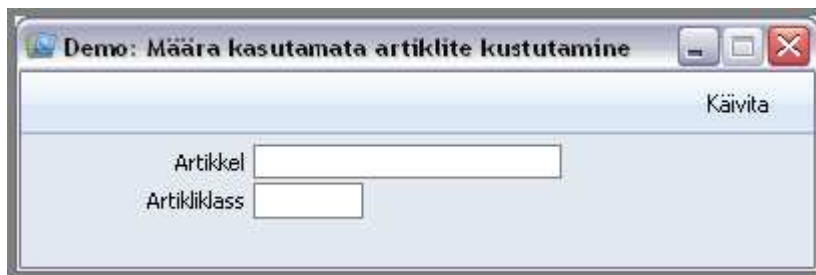 Demo: Määra kasutamata artiklite kustutamine
Käivita
Artikkel
Artikliklass